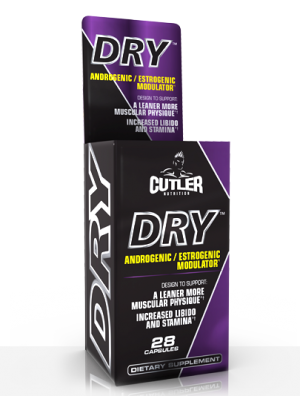 DRY™
ANDROGENIC / ESTROGENIC
MODULATOR*
DESIGN TO SUPPORT:
A LEANER MORE
MUSCULAR PHYSIQUE*†
INCREASED LIBIDO
AND STAMINA*†
DRY
CUTLER
NUTRITION
DRY™
ANDROGENIC / ESTROGENIC
MODULATOR*
DESIGN TO SUPPORT:
A LEANER MORE
MUSCULAR PHYSIQUE*†
INCREASED LIBIDO
AND STAMINA*†
28
CAPSULES
DIETARY SUPPLEMENT